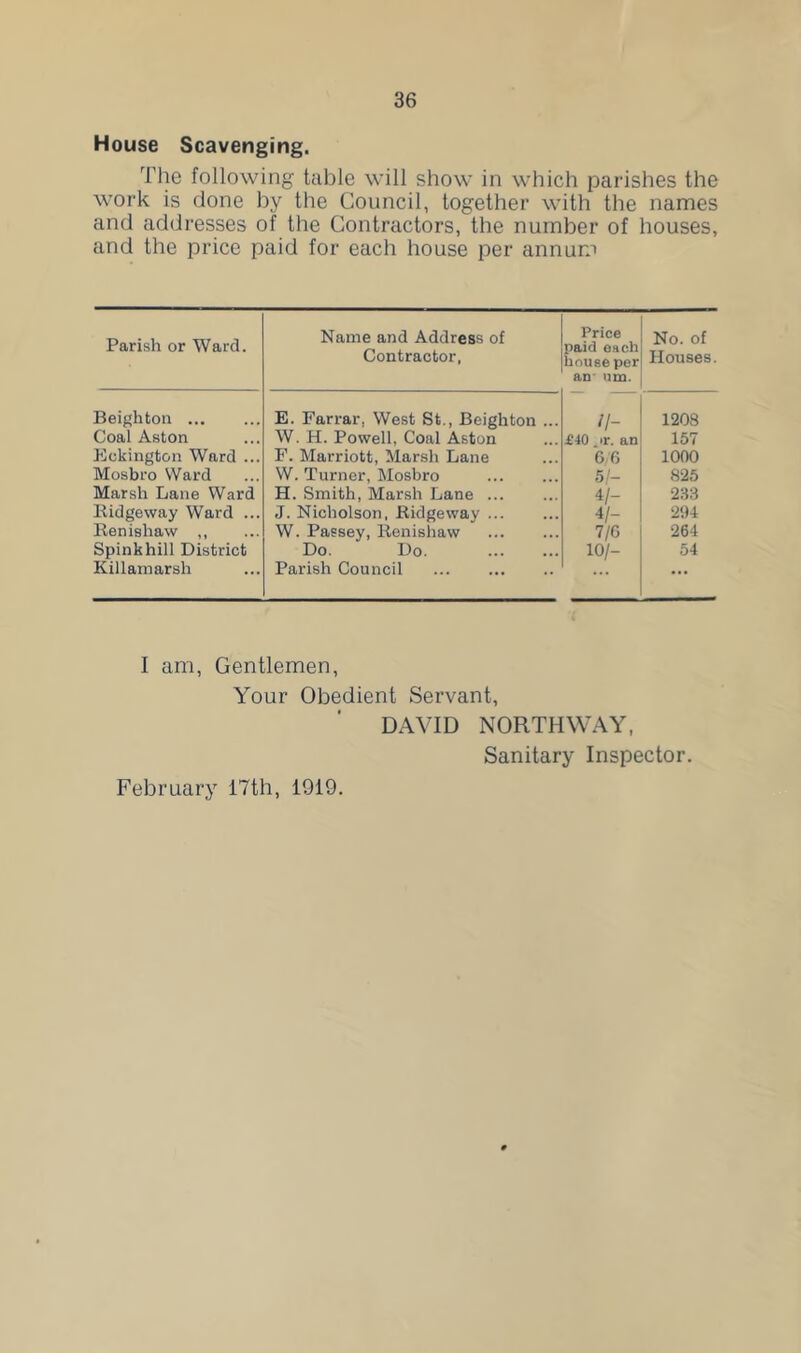 36
House Scavenging.
The following table will show in which parishes the
work is done by the Council, together with the names
and addresses of the Contractors, the number of houses,
and the price paid for each house per annum
Parish or Ward. Name and Address of Contractor, Price paid each house per an um. No. of Houses.
Beighton ... E. Farrar, West St., Beighton ... /- 1208
Coal Aston ... W. H. Powell, Coal Aston ... £40 an 157
Eckington Ward ... F. Marriott, Marsh Lane ... 6/6 1000
Mosbro Ward ... W. Turner, Mosbro ... ... 5/- 825
Marsh Lane Ward H. Smith, Marsh Lane ... ... 4/- 233
Ridgeway Ward ... J. Nicholson, Ridgeway ... ... 4/- 294
Renishaw ,, ... W. Passey, Renishaw ... ... 7/6 264
Spinkhill District Do. Do. ... ... 10/- 54
Killamarsh ... Parish Council ... ... .. ... ...
I am, Gentlemen,
Your Obedient Servant,
DAVID NORTHWAY,
Sanitary Inspector.
February 17th, 1919.